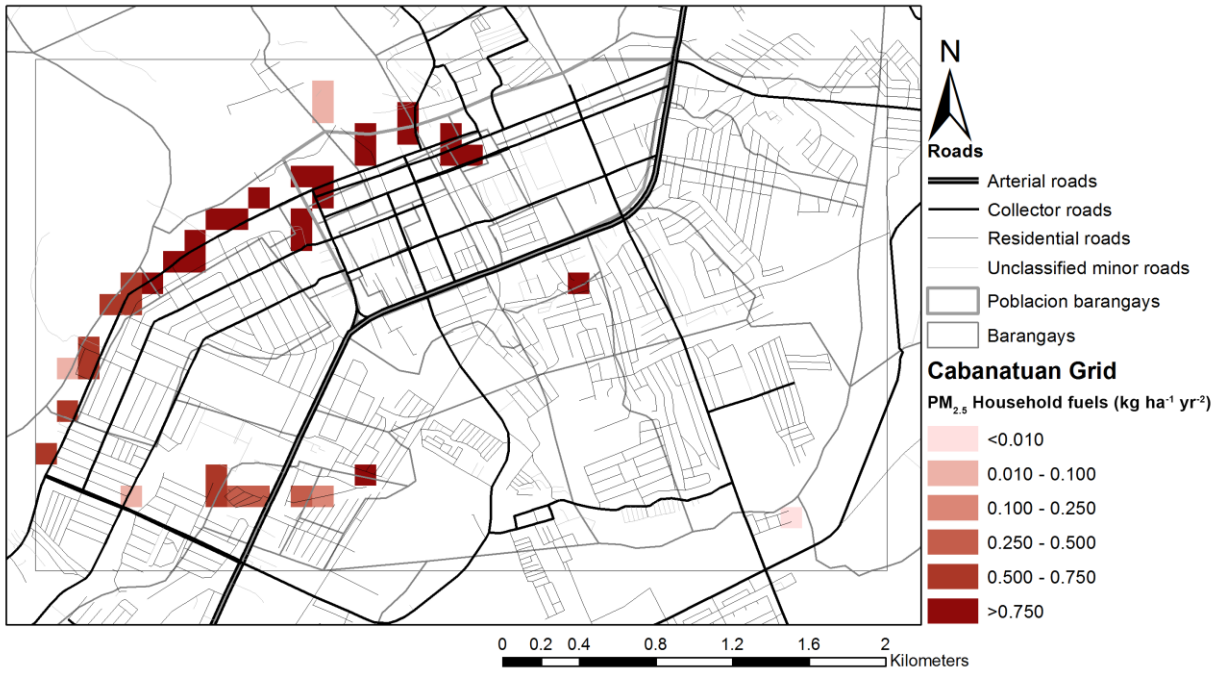 N
Roads
Arterial roads
Collector roads
Residential roads
Unclassified minor roads
Poblacion barangays
Barangays
Cabanatuan Grid
PM2.5 Household fuels (kg ha-1 yr-2)
<0.010
0.010 - 0.100
0.100 - 0.250
0.250 - 0.500
0.500 - 0.750
>0.750
0 0.2 0.4 0.8 1.2 1.6 2
Kilometers